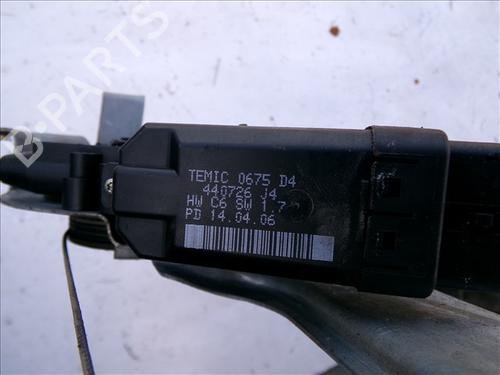 B-PARTS
TEMIC 0675 D4
440726 J4
HW C6 SW 1 7
PD 14.04.06